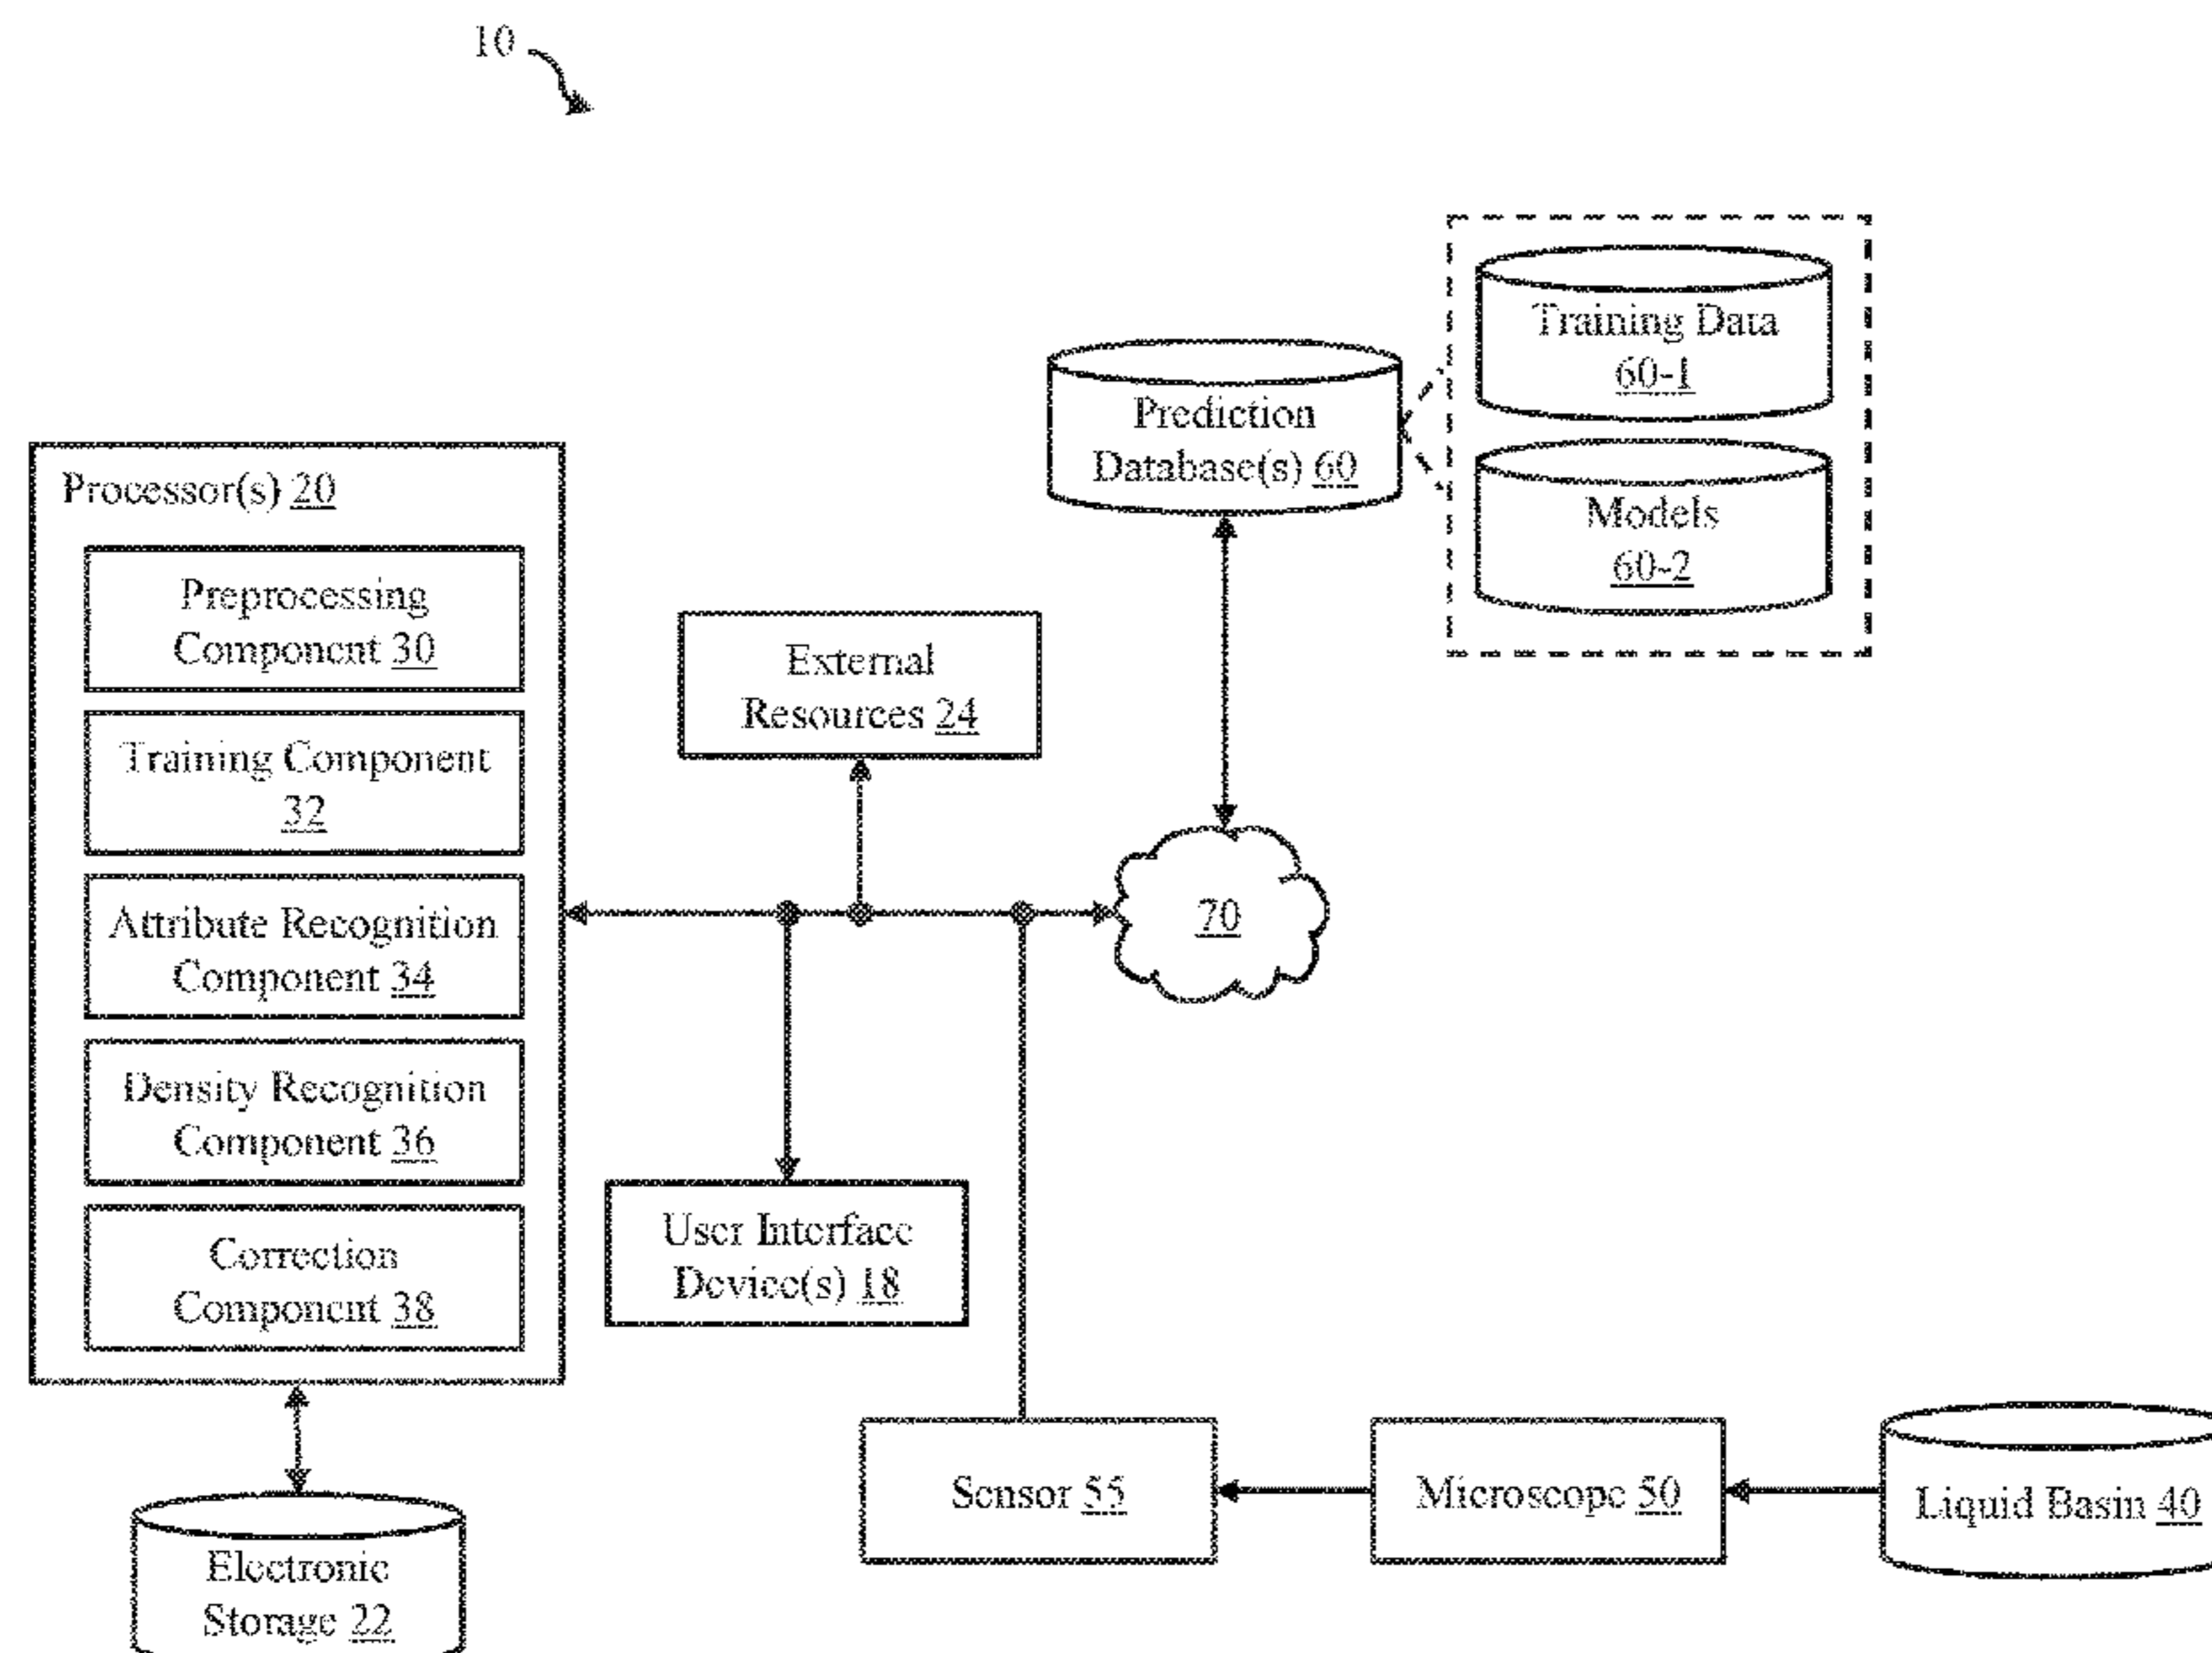 10
Processor(s) 20
Preprocessing
Component 30
Training Component
32
Attribute Recognition
Component 34
Density Recognition
Component 36
Correction
Component 38
Electronic
Storage 22
External
Resources 24
User Interface
Device(s) 18
Prediction
Database(s) 60
Training Data
60-1
Models
60-2
70
Sensor 55
Microscope 50
Liquid Basin 40